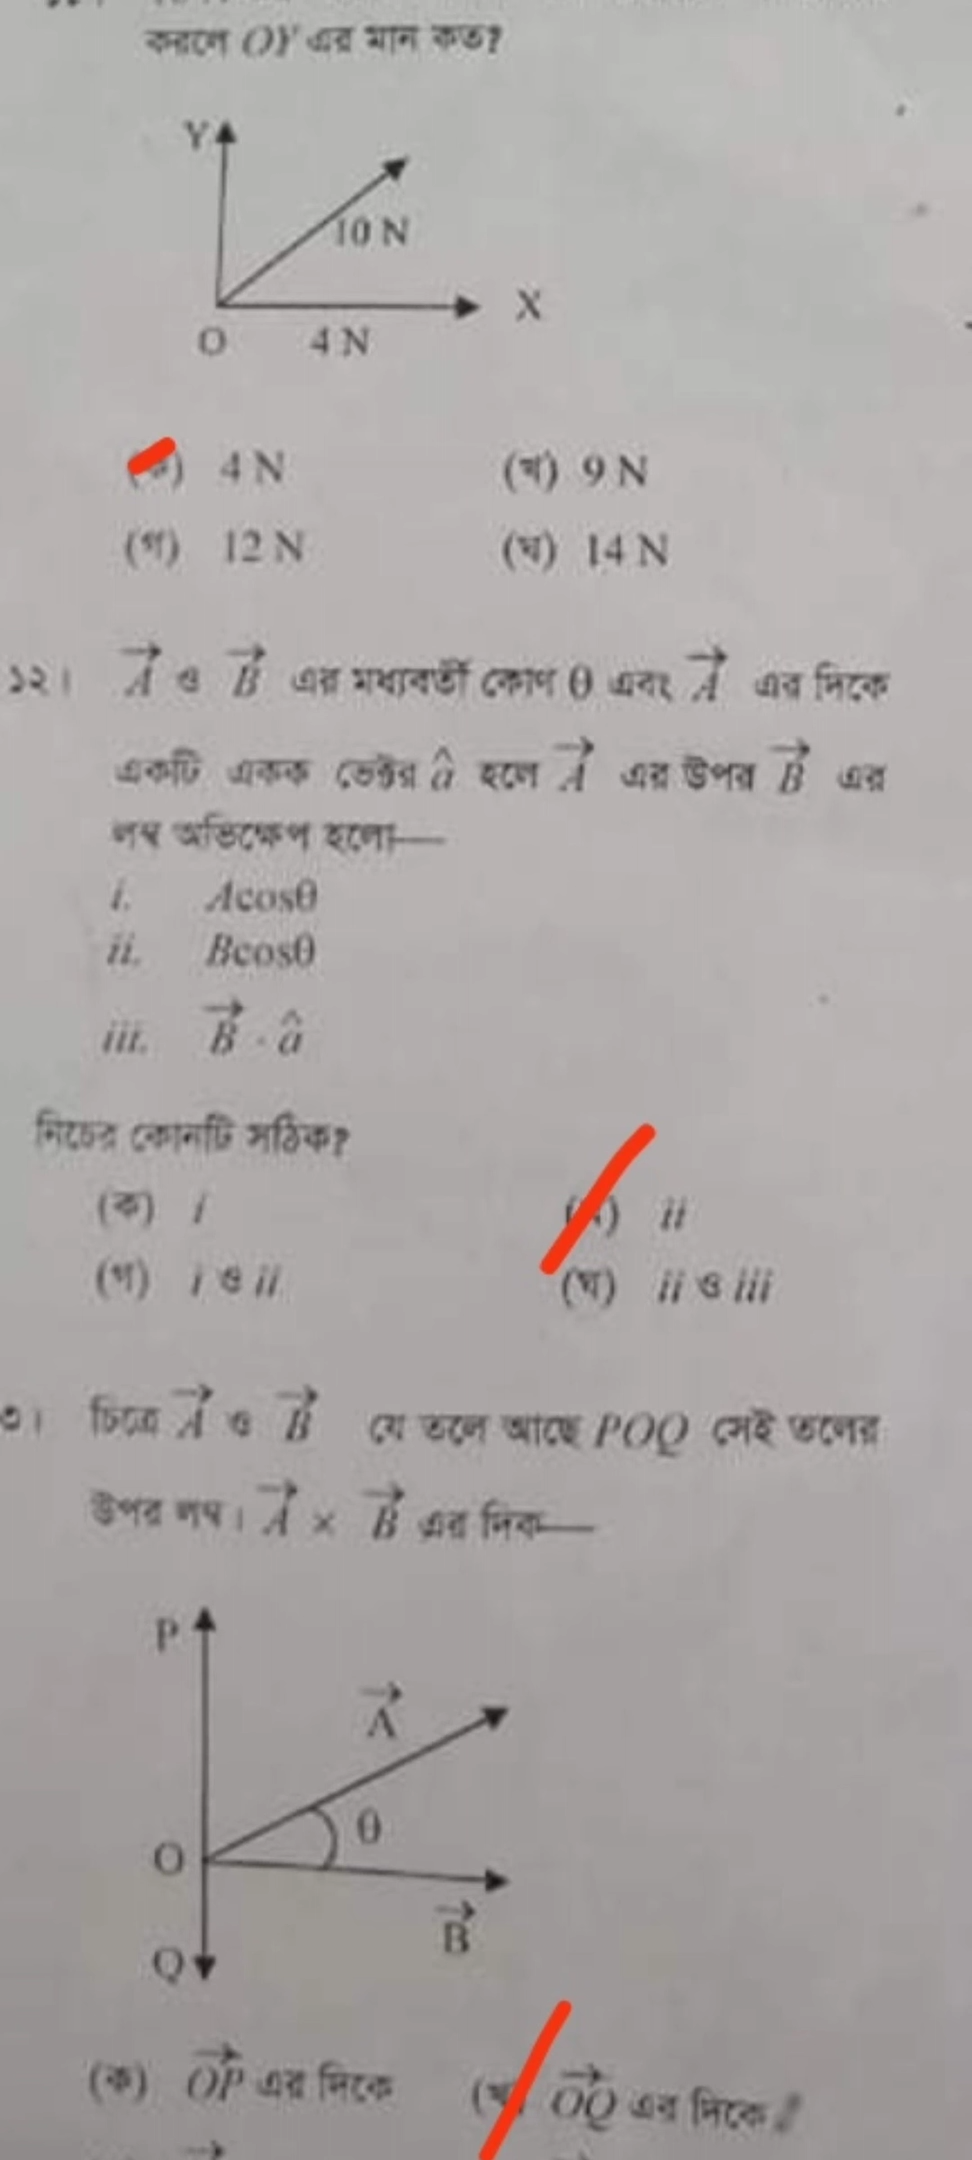 করলে OY এর মান কত?
Y
10 N
X
O 4 N
4 N (খ) 9 N
(গ) 12 N (ঘ) 14 N
১২। A⃗ ও B⃗ এর মধ্যবর্তী কোণ θ এবং A⃗ এর দিকে
একটি একক ভেক্টর â হলে A⃗ এর উপর B⃗ এর
লম্ব অভিক্ষেপ হলো—
i. Acosθ
ii. Bcosθ
iii. B⃗ · â
নিচের কোনটি সঠিক?
(ক) i ii
(গ) i ও ii (ঘ) ii ও iii
৩। চিত্রে A⃗ ও B⃗ যে তলে আছে POQ সেই তলের
উপর লম্ব। A⃗ × B⃗ এর দিক—
P
A⃗
θ
O
B⃗
Q
(ক) OP⃗ এর দিকে (খ) OQ⃗ এর দিকে